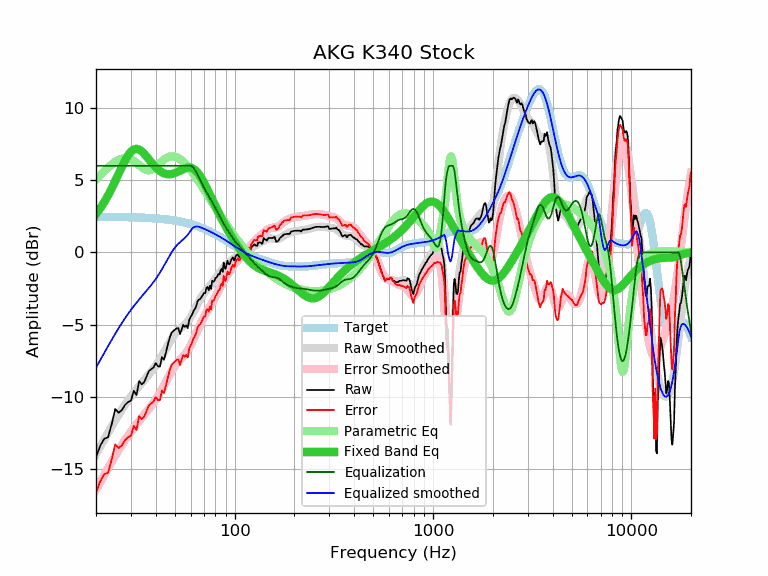 AKG K340 Stock
Amplitude (dBr)
10
5
0
−5
−10
−15
Target
Raw Smoothed
Error Smoothed
Raw
Error
Parametric Eq
Fixed Band Eq
Equalization
Equalized smoothed
100
1000
10000
Frequency (Hz)